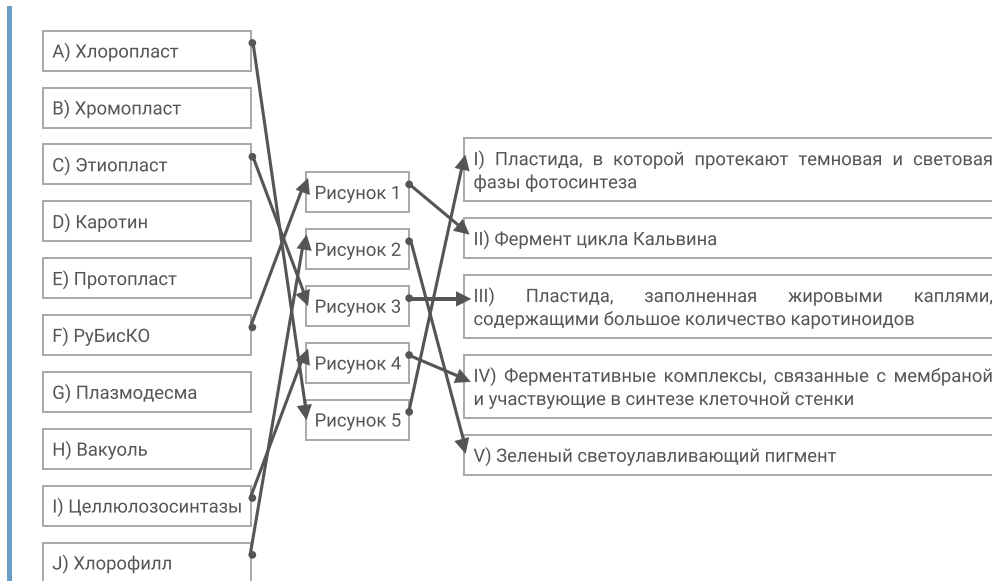 A) Хлоропласт
B) Хромопласт
C) Этиопласт
D) Каротин
E) Протопласт
F) РуБисКО
G) Плазмодесма
H) Вакуоль
I) Целлюлозосинтазы
J) Хлорофилл
Рисунок 1
Рисунок 2
Рисунок 3
Рисунок 4
Рисунок 5
I) Пластида, в которой протекают темновая и световая
фазы фотосинтеза
II) Фермент цикла Кальвина
III) Пластида, заполненная жировыми каплями,
содержащими большое количество каротиноидов
IV) Ферментативные комплексы, связанные с мембраной
и участвующие в синтезе клеточной стенки
V) Зеленый светоулавливающий пигмент